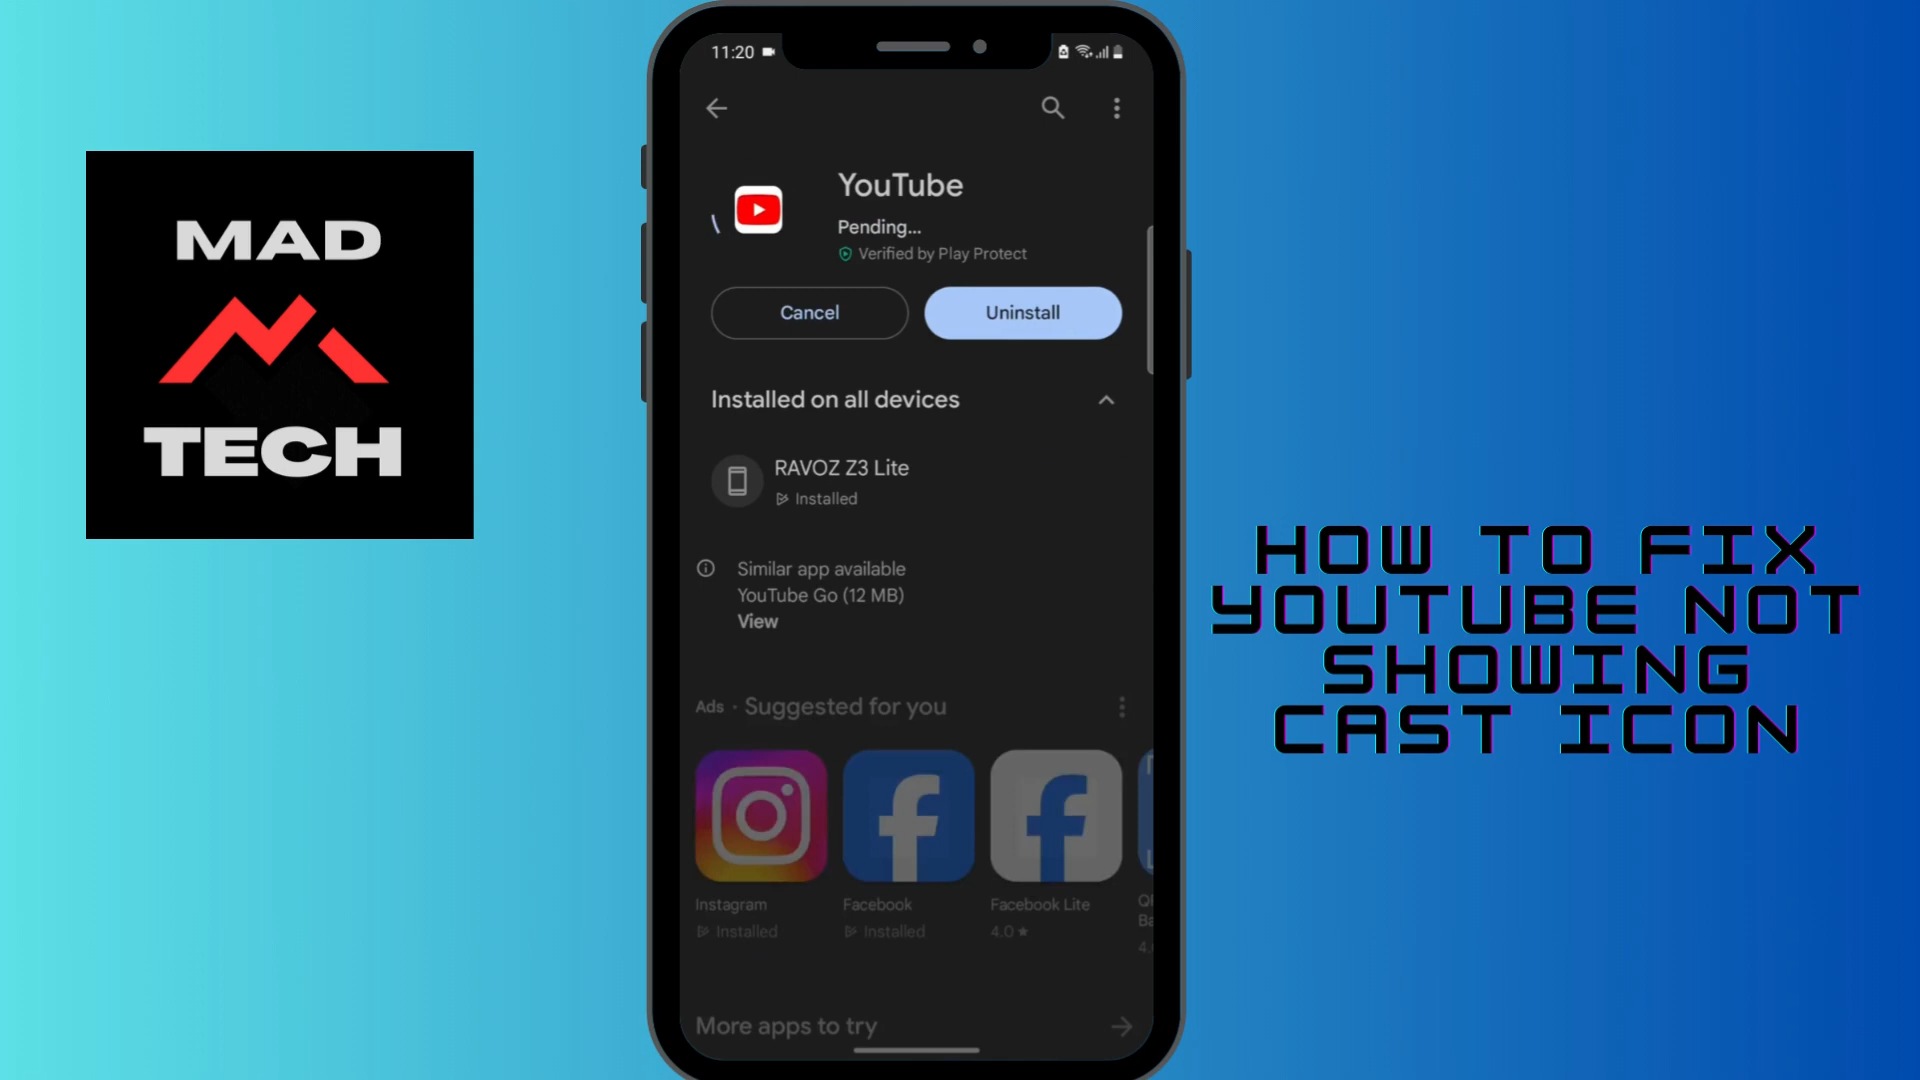 MAD
TECH
11:20
YouTube
Pending...
Verified by Play Protect
Cancel
Uninstall
Installed on all devices
RAVOZ Z3 Lite
Installed
Similar app available
YouTube Go (12 MB)
View
Ads · Suggested for you
Instagram
Installed
Facebook
Installed
Facebook Lite
4.0 ★
More apps to try
HOW TO FIX
YOUTUBE NOT
SHOWING
CAST ICON